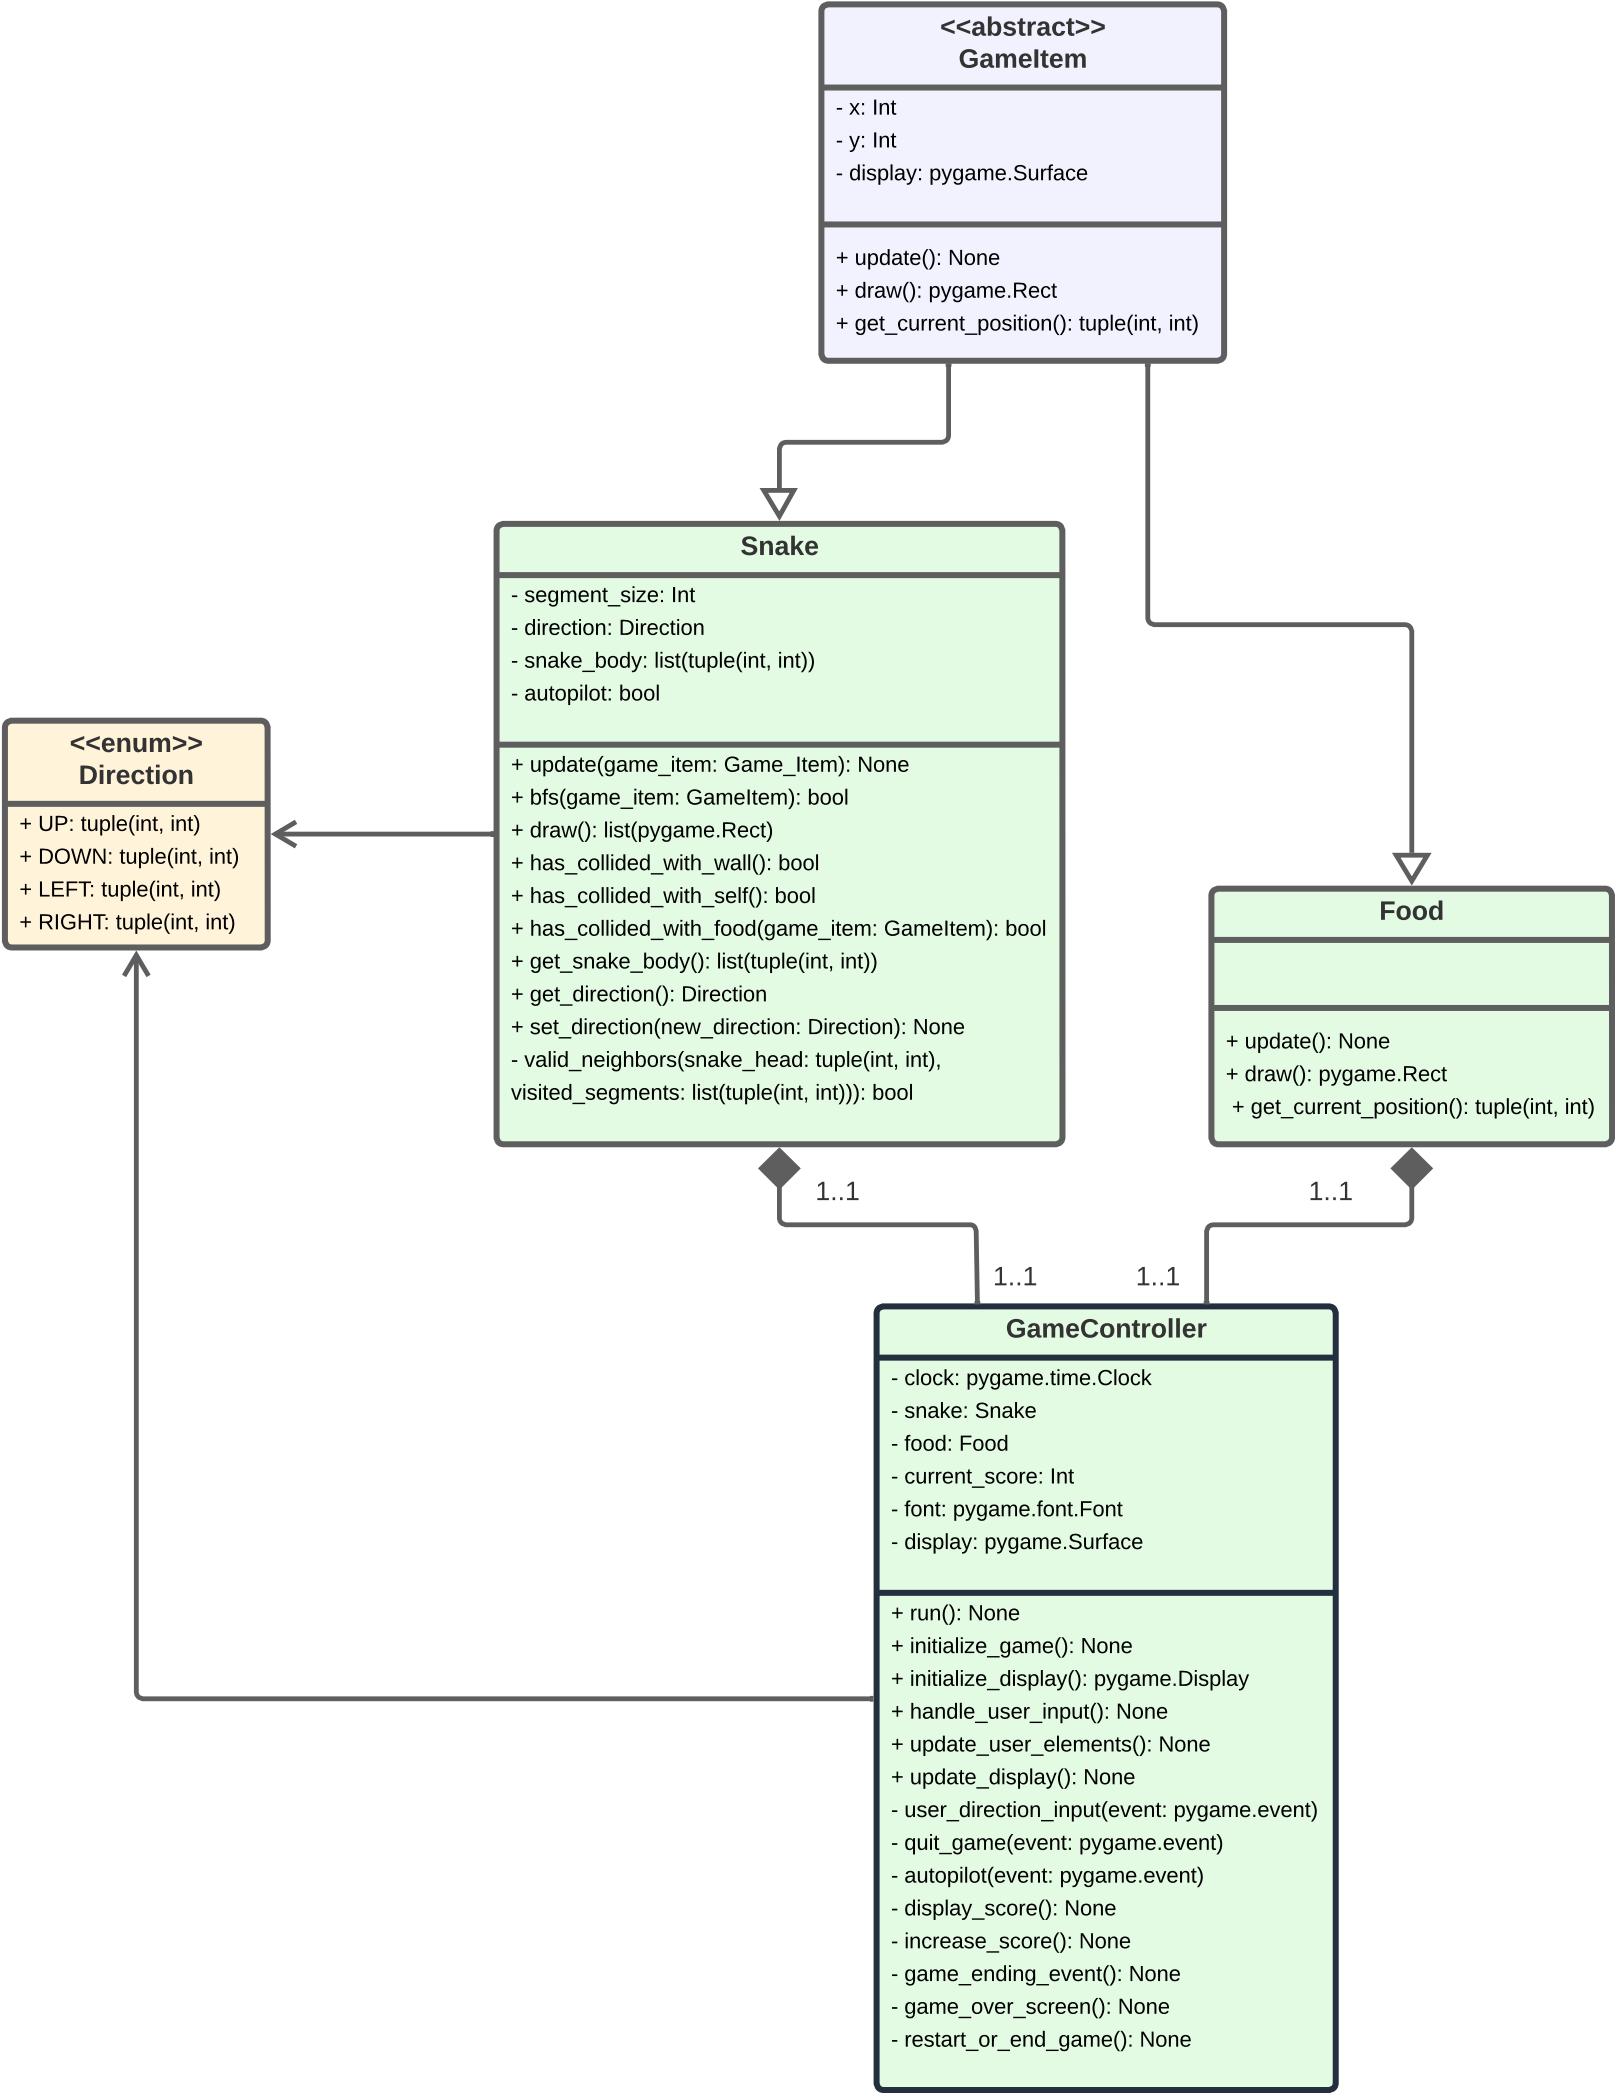 <<abstract>>
GameItem
- x: Int
- y: Int
- display: pygame.Surface
+ update(): None
+ draw(): pygame.Rect
+ get_current_position(): tuple(int, int)
Snake
- segment_size: Int
- direction: Direction
- snake_body: list(tuple(int, int))
- autopilot: bool
+ update(game_item: Game_Item): None
+ bfs(game_item: GameItem): bool
+ draw(): list(pygame.Rect)
+ has_collided_with_wall(): bool
+ has_collided_with_self(): bool
+ has_collided_with_food(game_item: GameItem): bool
+ get_snake_body(): list(tuple(int, int))
+ get_direction(): Direction
+ set_direction(new_direction: Direction): None
- valid_neighbors(snake_head: tuple(int, int),
visited_segments: list(tuple(int, int))): bool
<<enum>>
Direction
+ UP: tuple(int, int)
+ DOWN: tuple(int, int)
+ LEFT: tuple(int, int)
+ RIGHT: tuple(int, int)
Food
+ update(): None
+ draw(): pygame.Rect
+ get_current_position(): tuple(int, int)
1..1
1..1
1..1
1..1
GameController
- clock: pygame.time.Clock
- snake: Snake
- food: Food
- current_score: Int
- font: pygame.font.Font
- display: pygame.Surface
+ run(): None
+ initialize_game(): None
+ initialize_display(): pygame.Display
+ handle_user_input(): None
+ update_user_elements(): None
+ update_display(): None
- user_direction_input(event: pygame.event)
- quit_game(event: pygame.event)
- autopilot(event: pygame.event)
- display_score(): None
- increase_score(): None
- game_ending_event(): None
- game_over_screen(): None
- restart_or_end_game(): None